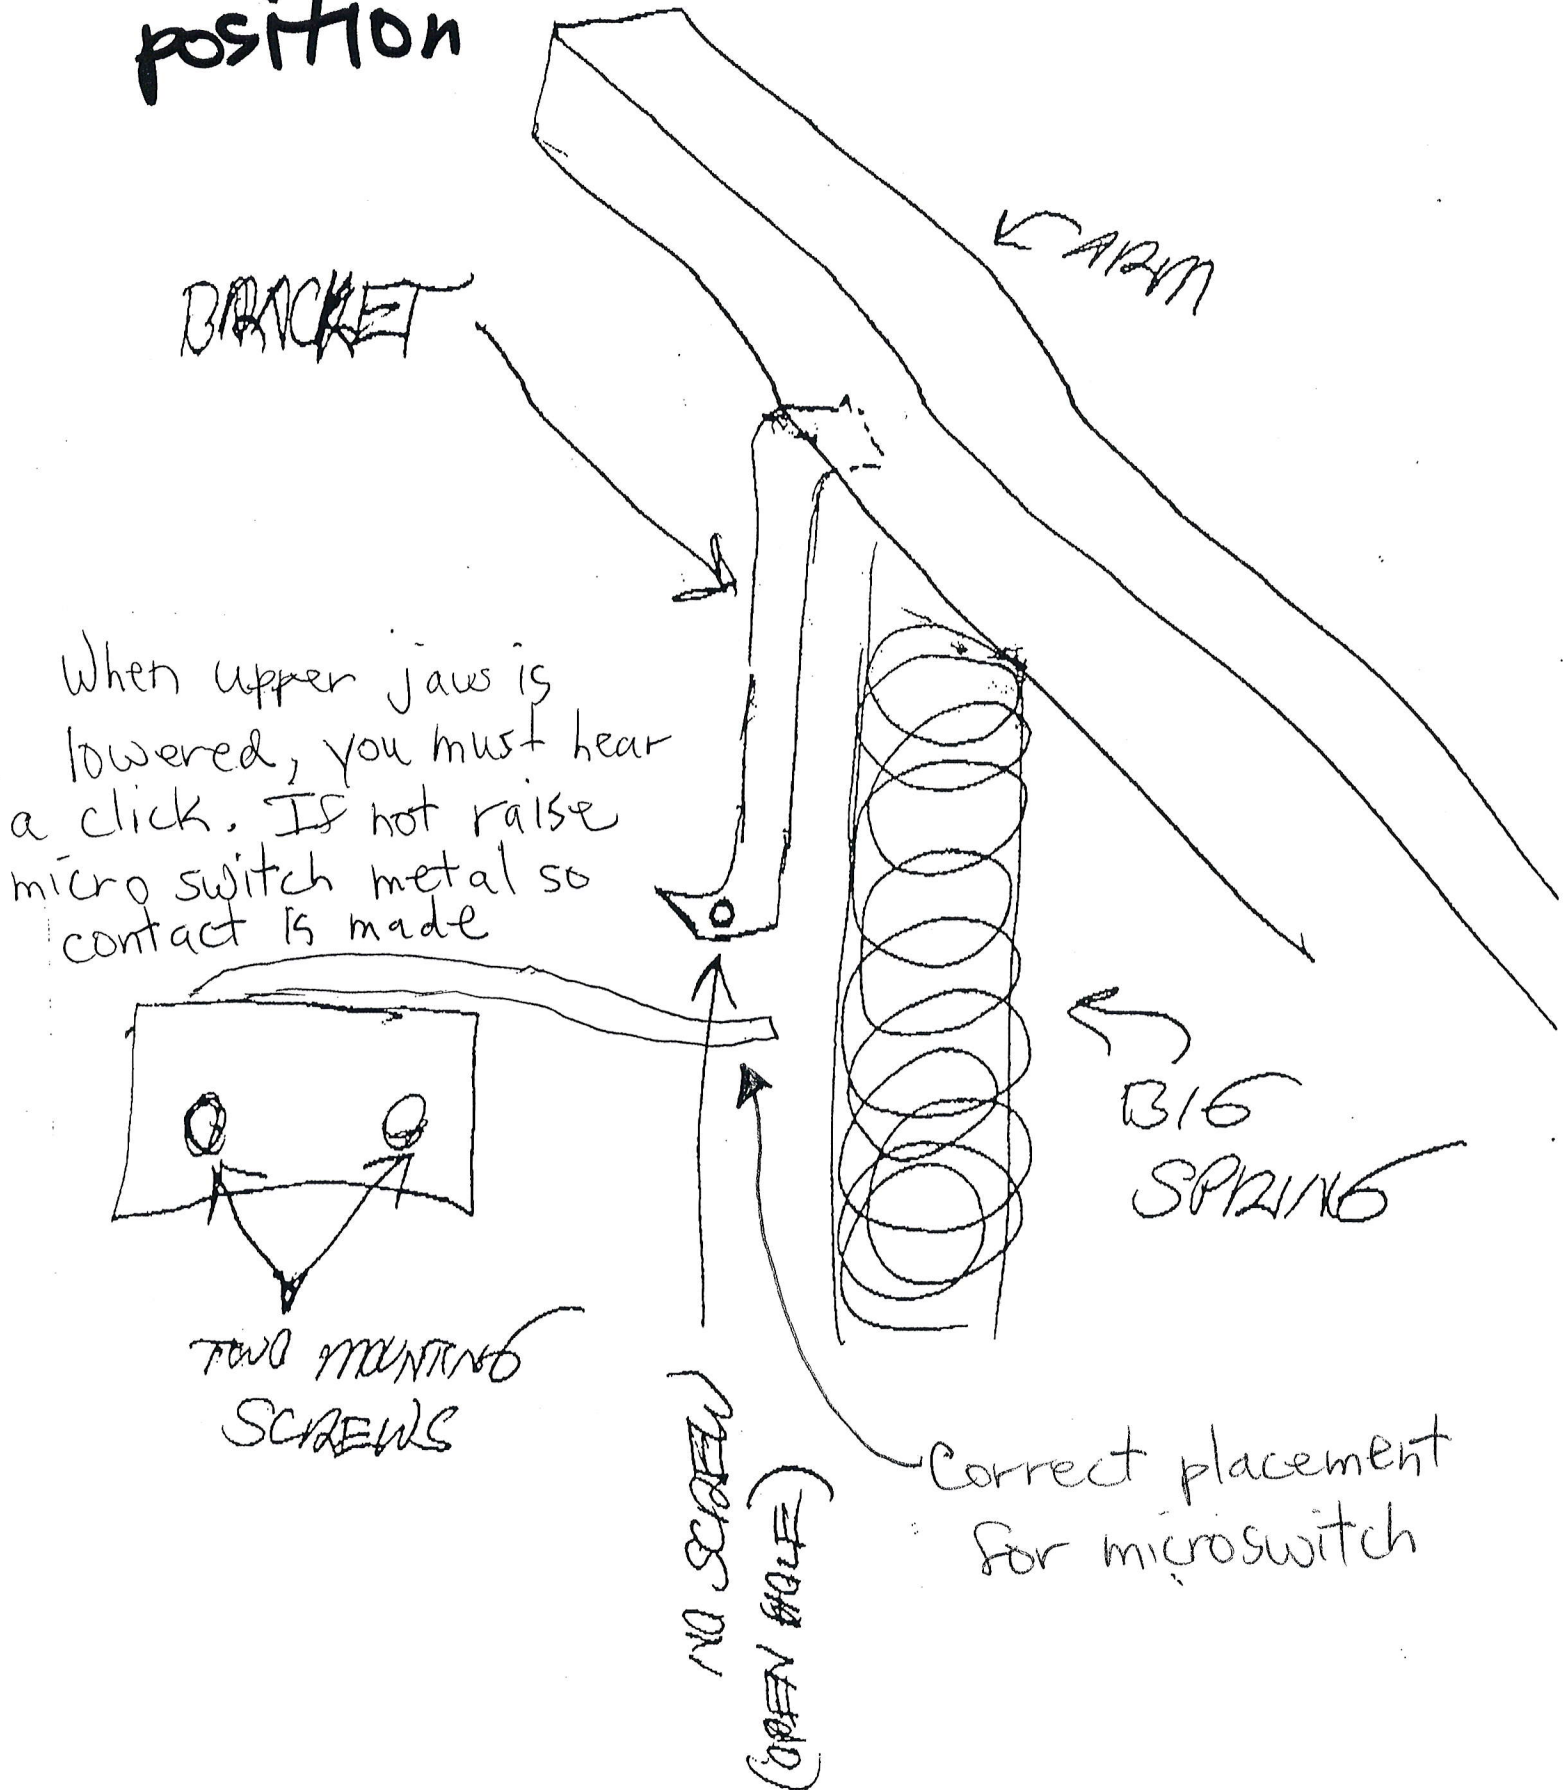 position
ARM
BRACKET
When upper jaw is
lowered, you must hear
a click. If not raise
micro switch metal so
contact is made
BIG
SPRING
TWO MOUNTING
SCREWS
NO SCREW
(OPEN HOLE)
Correct placement
for microswitch